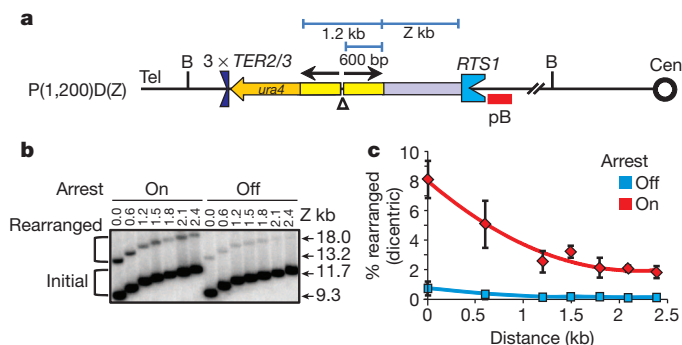 a
1.2 kb Z kb
600 bp
3 × TER2/3 RTS1
Tel B B Cen
P(1,200)D(Z) ura4
Δ pB
b
Arrest On Off
Rearranged 0.0 0.6 1.2 1.5 1.8 2.1 2.4 0.0 0.6 1.2 1.5 1.8 2.1 2.4 Z kb
18.0
13.2
Initial 11.7
9.3
c
Arrest
Off
On
% rearranged
(dicentric)
10
8
6
4
2
0
0 0.5 1 1.5 2 2.5
Distance (kb)